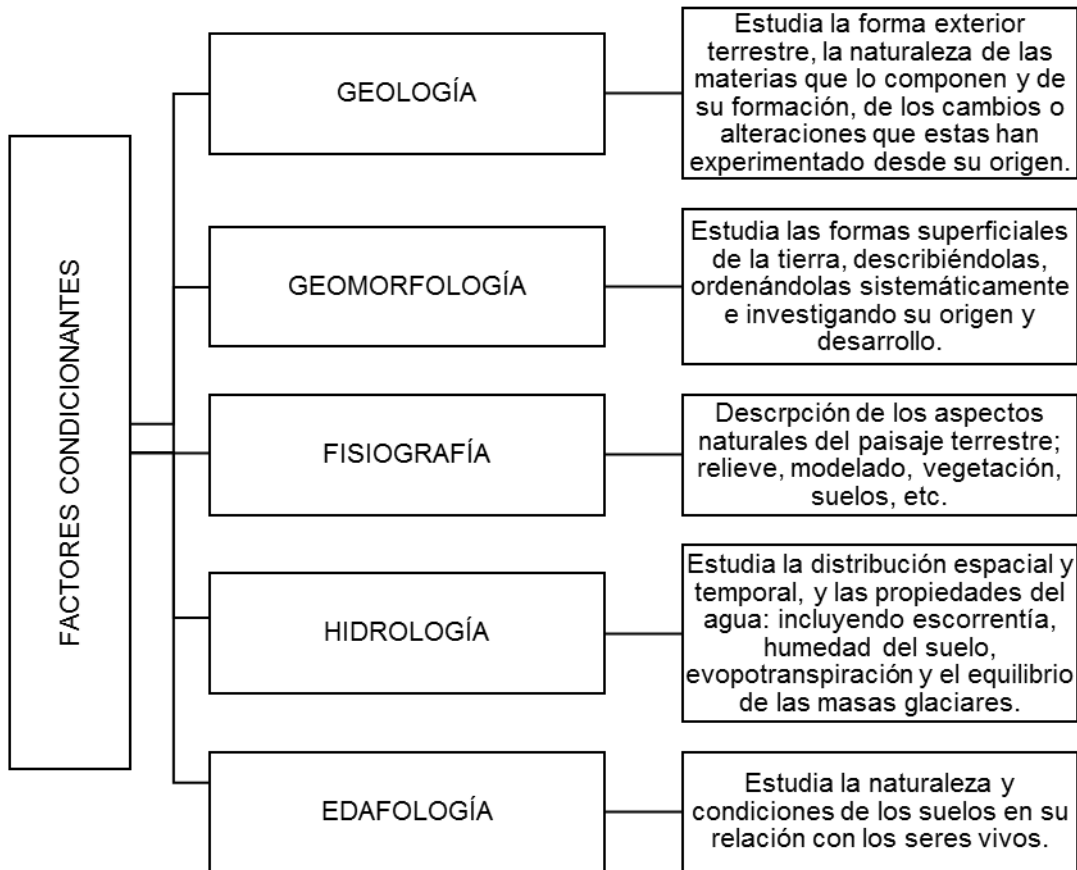 FACTORES CONDICIONANTES
GEOLOGÍA
Estudia la forma exterior
terrestre, la naturaleza de las
materias que lo componen y de
su formación, de los cambios o
alteraciones que estas han
experimentado desde su origen.
GEOMORFOLOGÍA
Estudia las formas superficiales
de la tierra, describiéndolas,
ordenándolas sistemáticamente
e investigando su origen y
desarrollo.
FISIOGRAFÍA
Descrpción de los aspectos
naturales del paisaje terrestre;
relieve, modelado, vegetación,
suelos, etc.
HIDROLOGÍA
Estudia la distribución espacial y
temporal, y las propiedades del
agua: incluyendo escorrentía,
humedad del suelo,
evopotranspiración y el equilibrio
de las masas glaciares.
EDAFOLOGÍA
Estudia la naturaleza y
condiciones de los suelos en su
relación con los seres vivos.